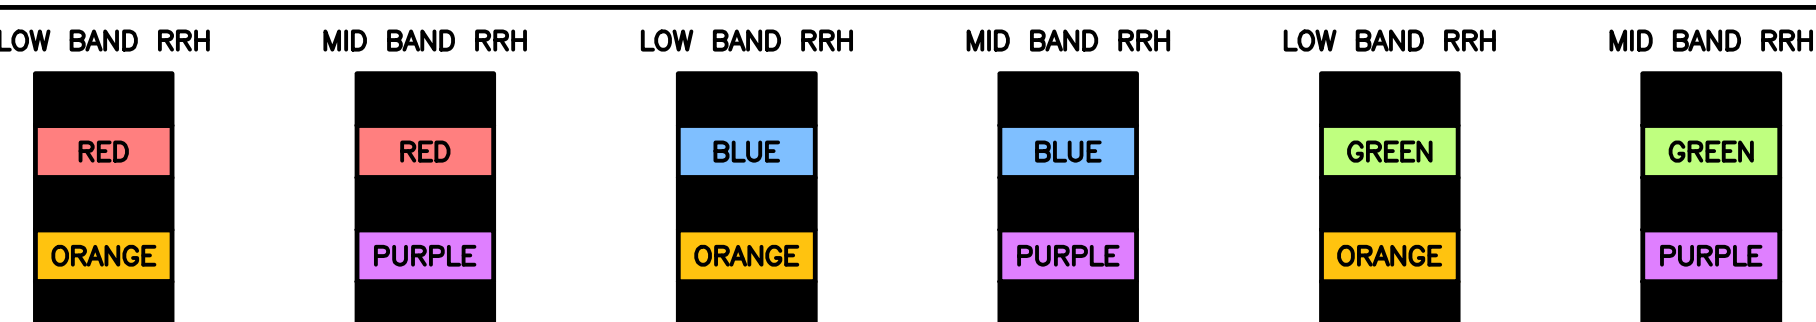 LOW BAND RRH MID BAND RRH LOW BAND RRH MID BAND RRH LOW BAND RRH MID BAND RRH
RED RED BLUE BLUE GREEN GREEN
ORANGE PURPLE ORANGE PURPLE ORANGE PURPLE